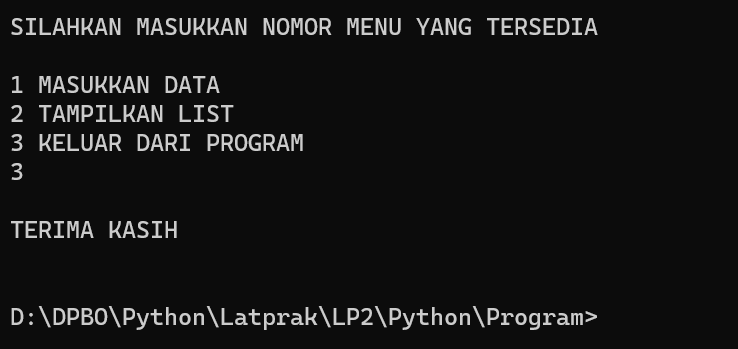 SILAHKAN MASUKKAN NOMOR MENU YANG TERSEDIA
1 MASUKKAN DATA
2 TAMPILKAN LIST
3 KELUAR DARI PROGRAM
3
TERIMA KASIH
D:\DPBO\Python\Latprak\LP2\Python\Program>